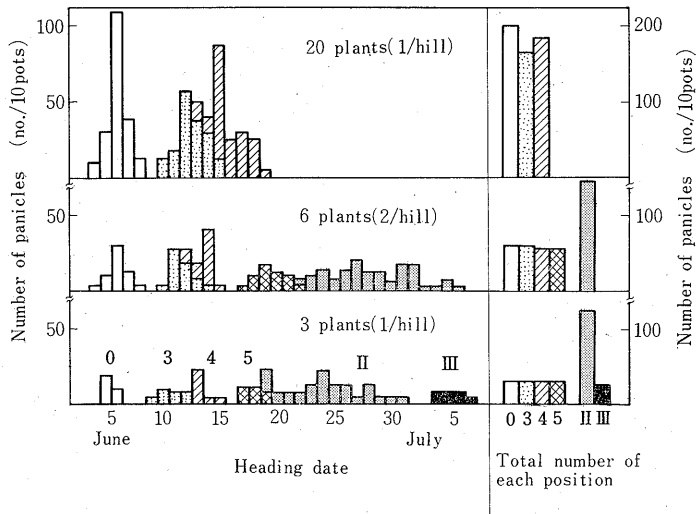 Number of panicles (no./10pots)
100
50
20 plants(1/hill)
200
100
50
6 plants(2/hill)
100
50
3 plants(1/hill)
100
0 3 4 5 II III
5 10 15 20 25 30 5
June July
Heading date
0 3 4 5 II III
Total number of
each position
Number of panicles (no./10pots)